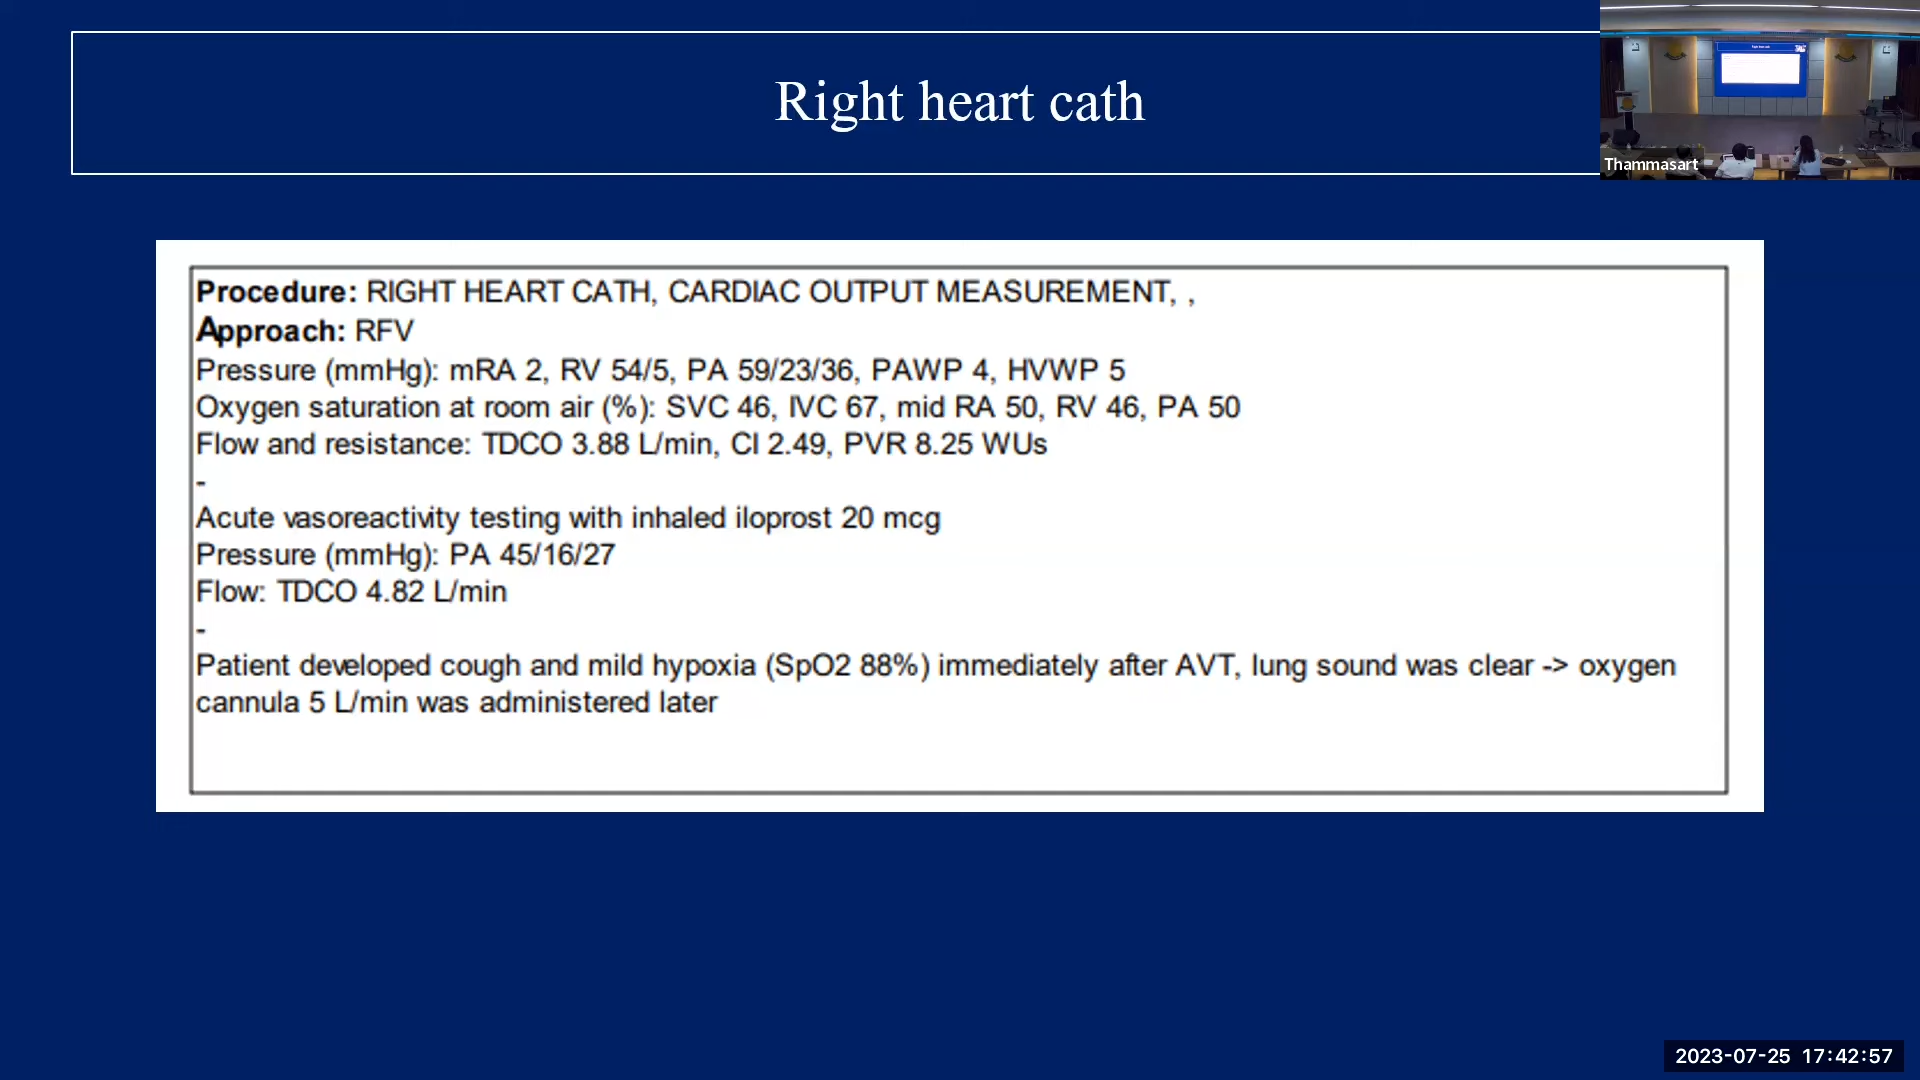 Right heart cath
Thammasart
Procedure: RIGHT HEART CATH, CARDIAC OUTPUT MEASUREMENT, ,
Approach: RFV
Pressure (mmHg): mRA 2, RV 54/5, PA 59/23/36, PAWP 4, HVWP 5
Oxygen saturation at room air (%): SVC 46, IVC 67, mid RA 50, RV 46, PA 50
Flow and resistance: TDCO 3.88 L/min, CI 2.49, PVR 8.25 WUs
-
Acute vasoreactivity testing with inhaled iloprost 20 mcg
Pressure (mmHg): PA 45/16/27
Flow: TDCO 4.82 L/min
-
Patient developed cough and mild hypoxia (SpO2 88%) immediately after AVT, lung sound was clear -> oxygen
cannula 5 L/min was administered later
2023-07-25 17:42:57